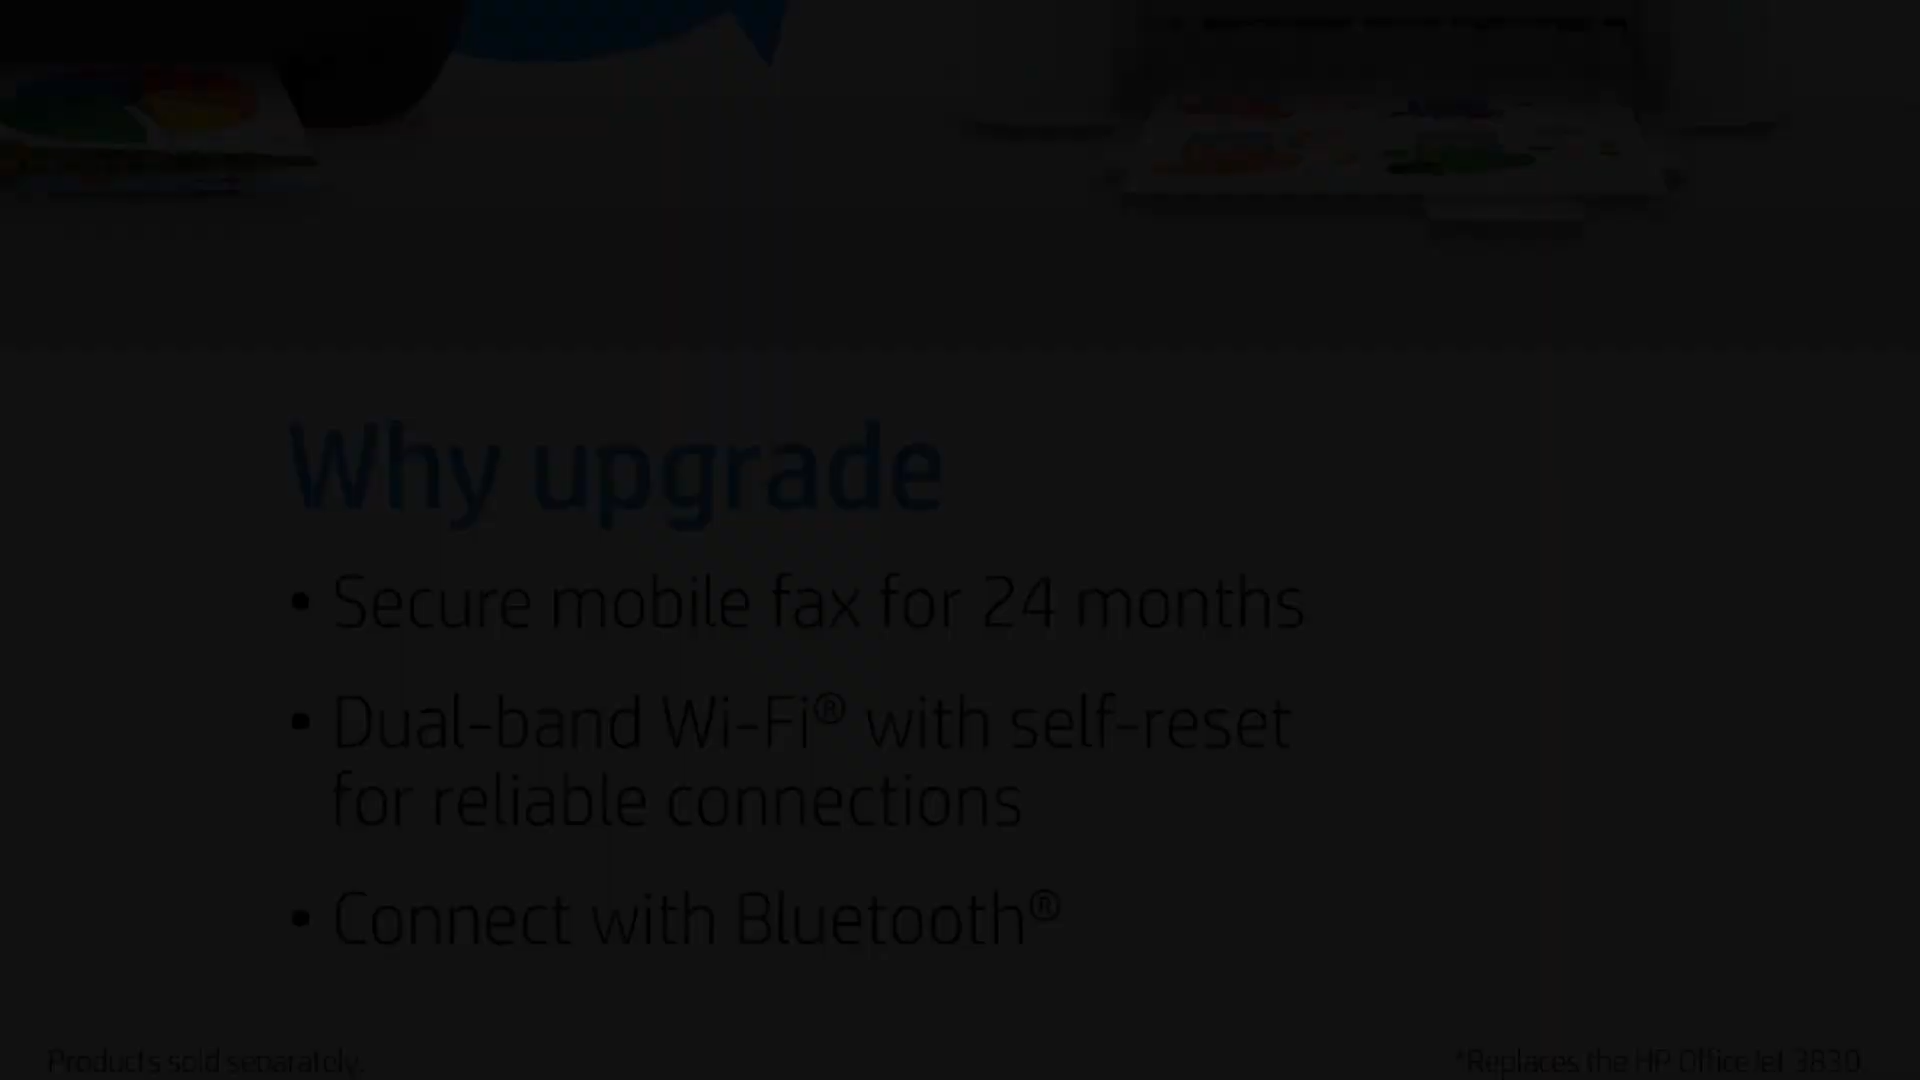 Why upgrade
• Secure mobile fax for 24 months
• Dual-band Wi-Fi® with self-reset
for reliable connections
• Connect with Bluetooth®
Products sold separately.
*Replaces the HP OfficeJet 3830.